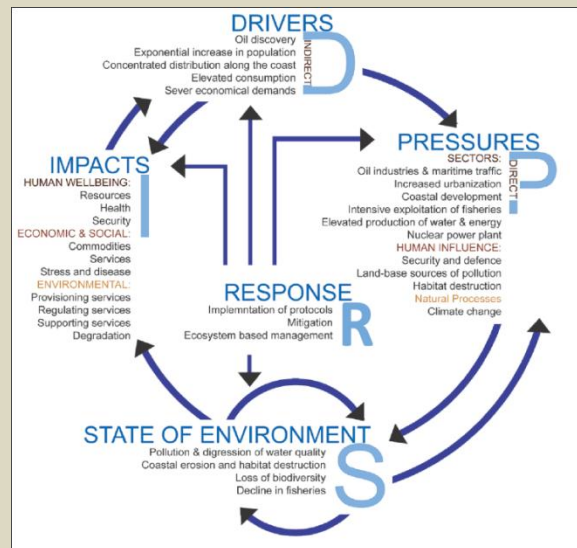 DRIVERS
Oil discovery
Exponential increase in population
Concentrated distribution along the coast
Elevated consumption
Sever economical demands
INDIRECT
D
PRESSURES
SECTORS:
Oil industries & maritime traffic
Increased urbanization
Coastal development
Intensive exploitation of fisheries
Elevated production of water & energy
Nuclear power plant
HUMAN INFLUENCE:
Security and defence
Land-base sources of pollution
Habitat destruction
Natural Processes
Climate change
DIRECT
P
IMPACTS
HUMAN WELLBEING:
Resources
Health
Security
ECONOMIC & SOCIAL:
Commodities
Services
Stress and disease
ENVIRONMENTAL:
Provisioning services
Regulating services
Supporting services
Degradation
I
RESPONSE
Implemntation of protocols
Mitigation
Ecosystem based management
R
STATE OF ENVIRONMENT
Pollution & digression of water quality
Coastal erosion and habitat destruction
Loss of biodiversity
Decline in fisheries
S